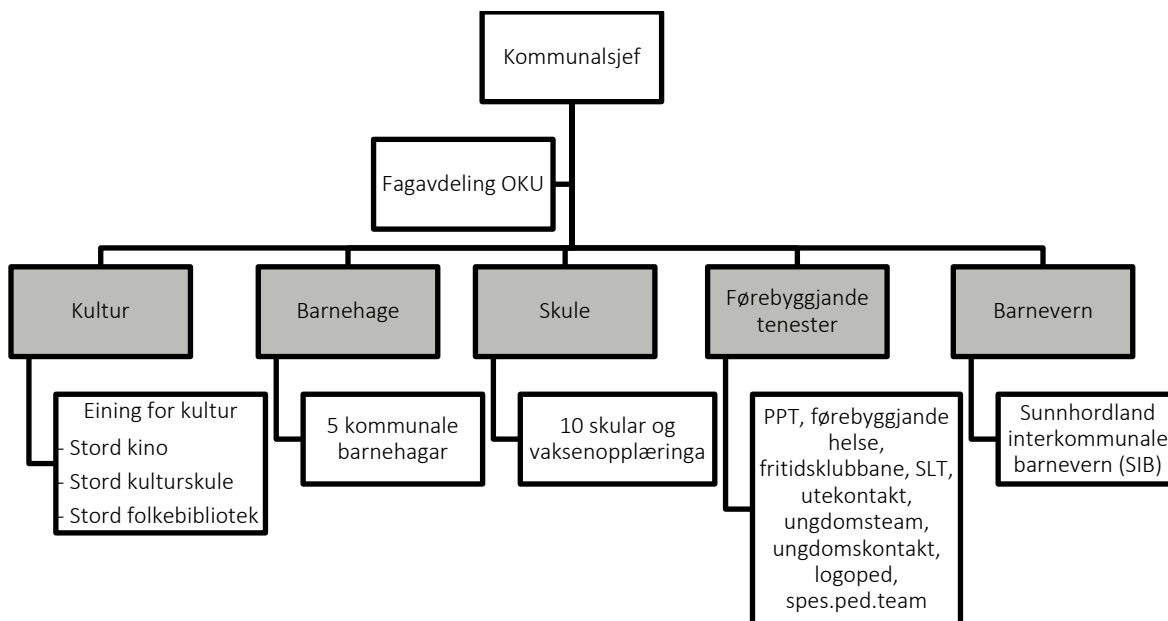 Kommunalsjef
Fagavdeling OKU
Kultur
Barnehage
Skule
Førebyggjande
tenester
Barnevern
Eining for kultur
- Stord kino
- Stord kulturskule
- Stord folkebibliotek
5 kommunale
barnehagar
10 skular og
vaksenopplæringa
PPT, førebyggjande
helse,
fritidsklubbane, SLT,
utekontakt,
ungdomsteam,
ungdomskontakt,
logoped,
spes.ped.team
Sunnhordland
interkommunale
barnevern (SIB)